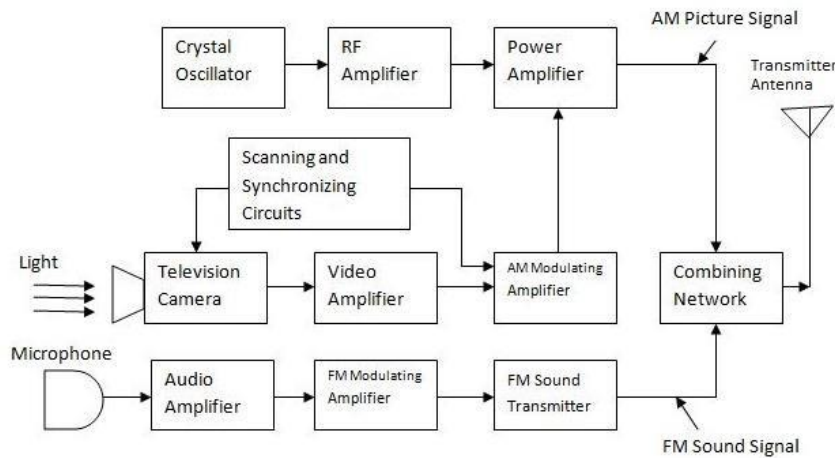 AM Picture Signal
Crystal
Oscillator
RF
Amplifier
Power
Amplifier
Transmitter
Antenna
Scanning and
Synchronizing
Circuits
Light
Television
Camera
Video
Amplifier
AM Modulating
Amplifier
Combining
Network
Microphone
Audio
Amplifier
FM Modulating
Amplifier
FM Sound
Transmitter
FM Sound Signal